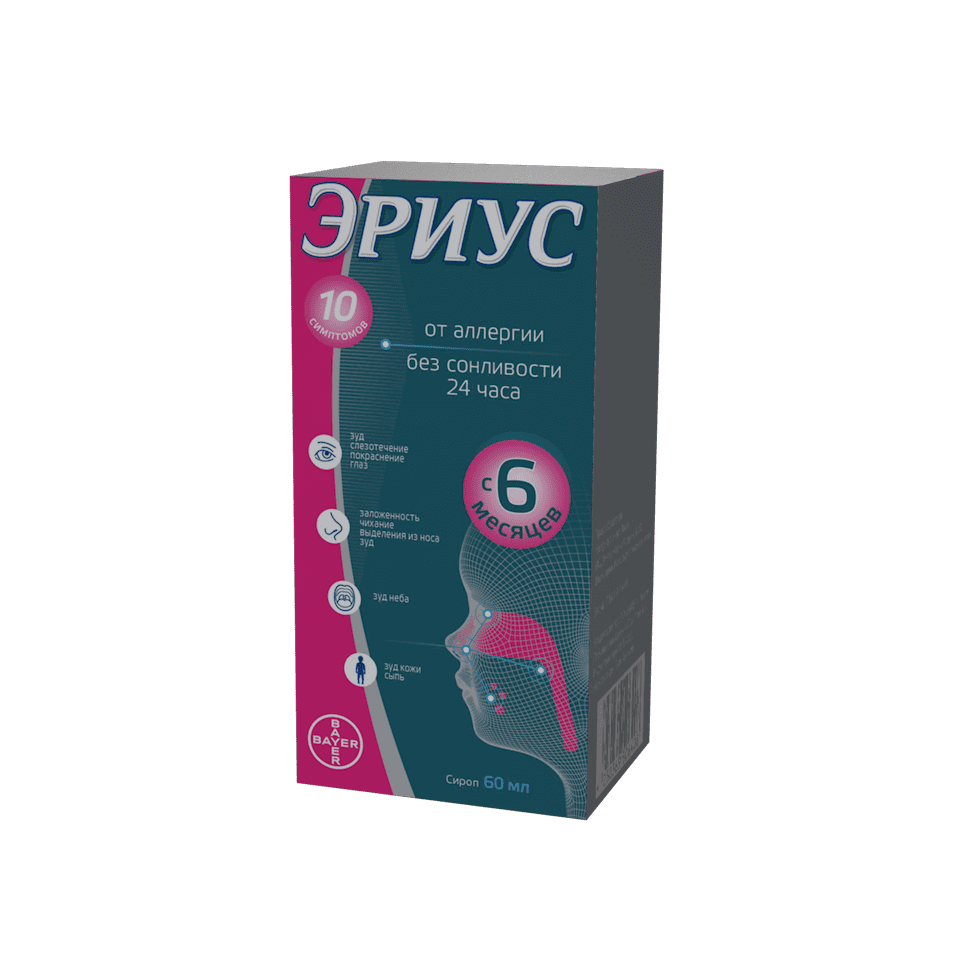 ЭРИУС
10
СИМПТОМОВ
от аллергии
без сонливости
24 часа
зуд
слезотечение
покраснение
глаз
с 6
месяцев
заложенность
чихание
выделения из носа
зуд
зуд неба
зуд кожи
сыпь
BAYER
BAYER
Сироп 60 мл